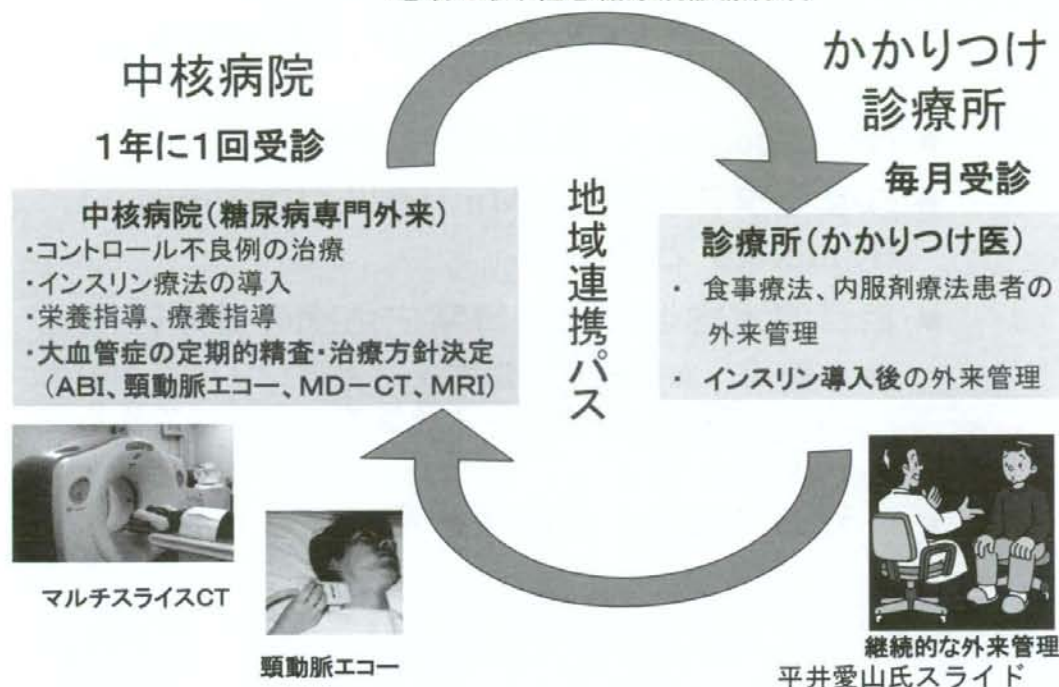 中核病院
1年に1回受診
中核病院(糖尿病専門外来)
・コントロール不良例の治療
・インスリン療法の導入
・栄養指導、療養指導
・大血管症の定期的精査・治療方針決定
(ABI、頸動脈エコー、MD-CT、MRI)
マルチスライスCT
頸動脈エコー
地域連携パス
かかりつけ
診療所
毎月受診
診療所(かかりつけ医)
・ 食事療法、内服剤療法患者の
外来管理
・ インスリン導入後の外来管理
継続的な外来管理
平井愛山氏スライド